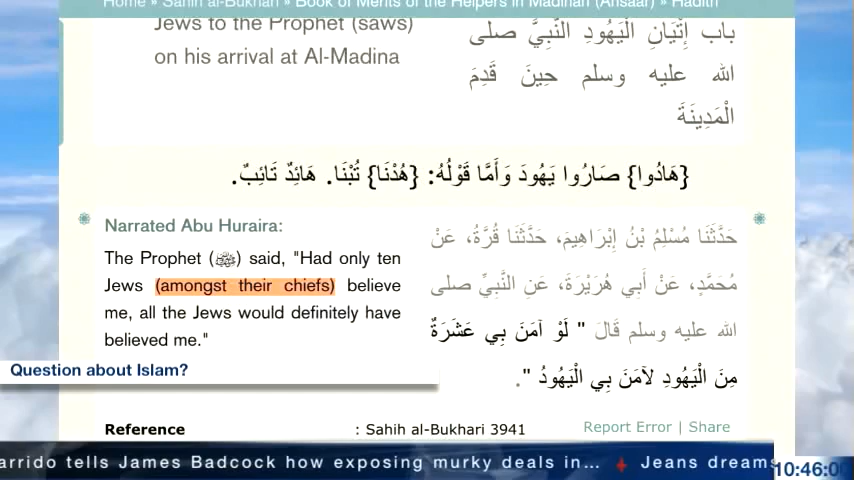 Home » Sahih al-Bukhari » Book of Merits of the Helpers in Madinah (Ansaar) » Hadith
Jews to the Prophet (saws)
on his arrival at Al-Madina
باب إِتْيَانِ الْيَهُودِ النَّبِيَّ صلى
الله عليه وسلم حِينَ قَدِمَ
الْمَدِينَةَ
{هَادُوا} صَارُوا يَهُودَ وَأَمَّا قَوْلُهُ: {هُدْنَا} تُبْنَا. هَائِدٌ تَائِبٌ.
Narrated Abu Huraira:
The Prophet (ﷺ) said, "Had only ten
Jews (amongst their chiefs) believe
me, all the Jews would definitely have
believed me."
حَدَّثَنَا مُسْلِمُ بْنُ إِبْرَاهِيمَ، حَدَّثَنَا قُرَّةُ، عَنْ
مُحَمَّدٍ، عَنْ أَبِي هُرَيْرَةَ، عَنِ النَّبِيِّ صلى
الله عليه وسلم قَالَ " لَوْ آمَنَ بِي عَشَرَةٌ
مِنَ الْيَهُودِ لآمَنَ بِي الْيَهُودُ ".
Question about Islam?
Reference : Sahih al-Bukhari 3941
Report Error | Share
arrido tells James Badcock how exposing murky deals in... Jeans dreams
10:46:00